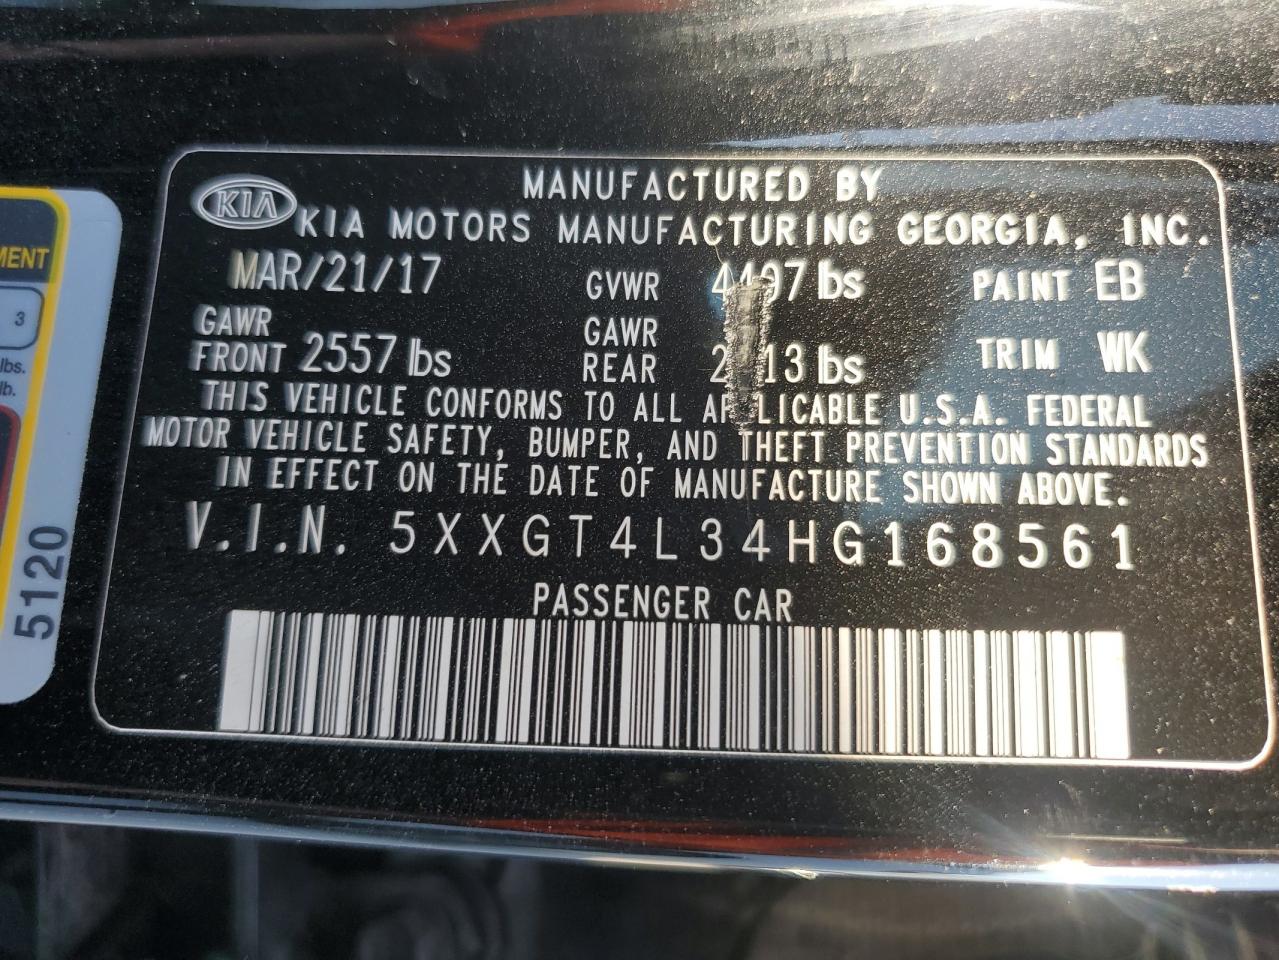 MENT
3
lbs.
lb.
5120
KIA
MANUFACTURED BY
KIA MOTORS MANUFACTURING GEORGIA, INC.
MAR/21/17 GVWR lbs PAINT EB
GAWR FRONT 2557 lbs GAWR REAR lbs TRIM WK
THIS VEHICLE CONFORMS TO ALL U.S.A. FEDERAL
MOTOR VEHICLE SAFETY, BUMPER, AND THEFT PREVENTION STANDARDS
IN EFFECT ON THE DATE OF MANUFACTURE SHOWN ABOVE.
V.I.N. 5XXGT4L34HG168561
PASSENGER CAR